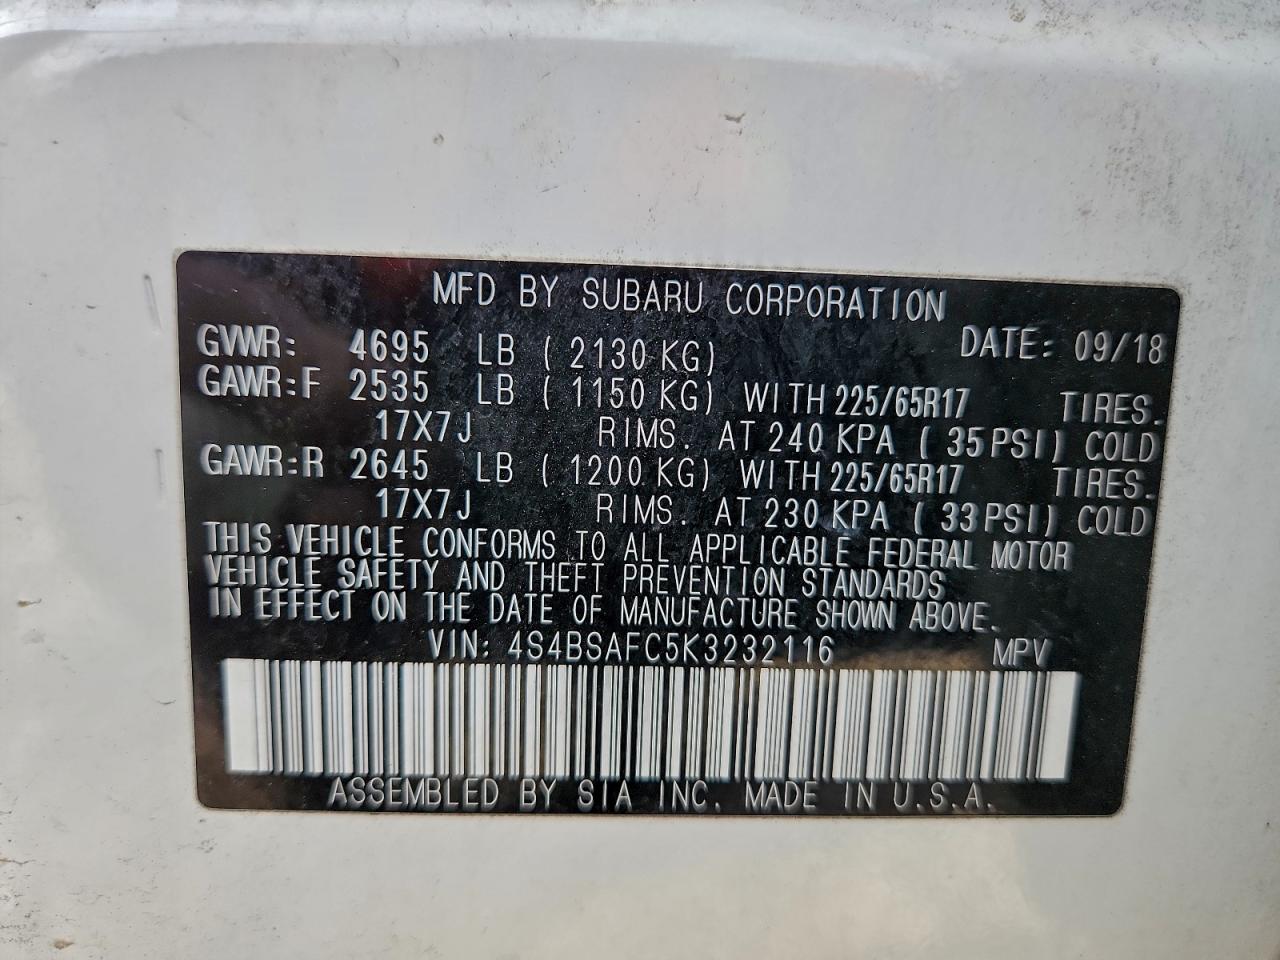 MFD BY SUBARU CORPORATION
GVWR: 4695 LB ( 2130 KG) DATE: 09/18
GAWR:F 2535 LB ( 1150 KG) WITH 225/65R17 TIRES.
17X7J RIMS. AT 240 KPA ( 35 PSI) COLD
GAWR:R 2645 LB ( 1200 KG) WITH 225/65R17 TIRES.
17X7J RIMS. AT 230 KPA ( 33 PSI) COLD
THIS VEHICLE CONFORMS TO ALL APPLICABLE FEDERAL MOTOR
VEHICLE SAFETY AND THEFT PREVENTION STANDARDS
IN EFFECT ON THE DATE OF MANUFACTURE SHOWN ABOVE.
VIN: 4S4BSAFC5K3232116 MPV
ASSEMBLED BY SIA INC. MADE IN U.S.A.